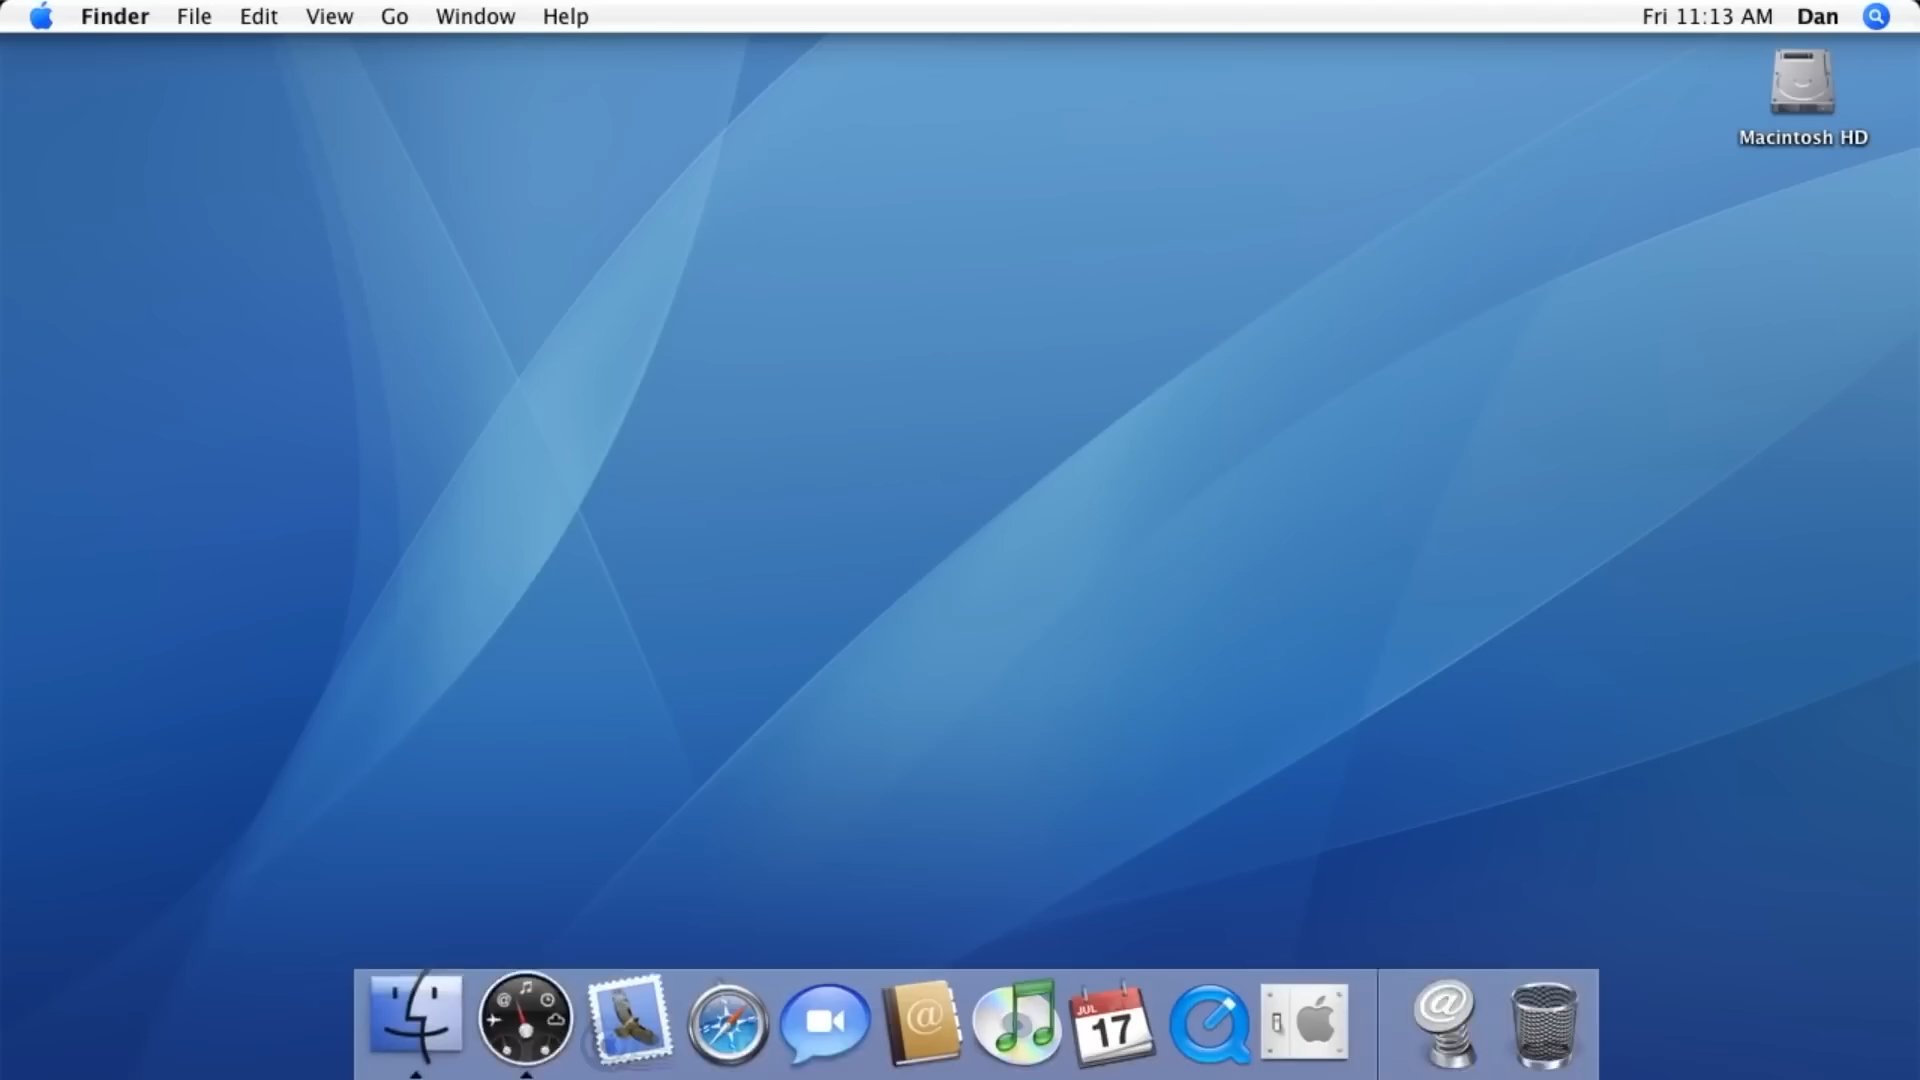 Finder File Edit View Go Window Help Fri 11:13 AM Dan
Macintosh HD
@ @ JUL @
17